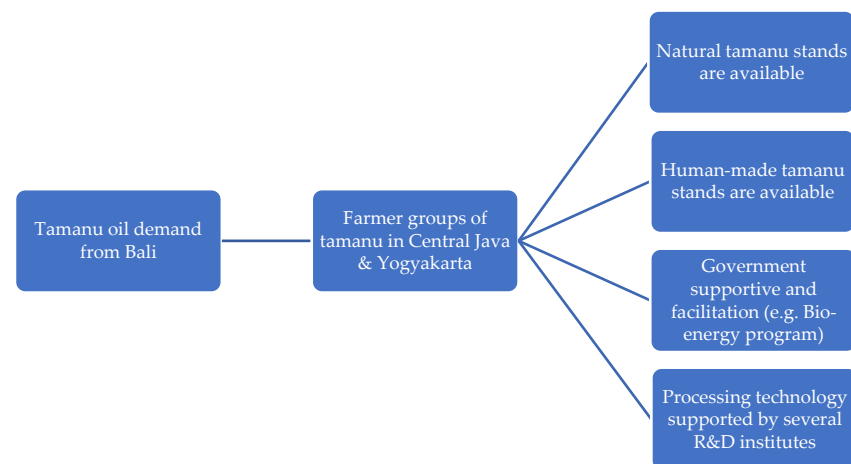 Tamanu oil demand
from Bali
Farmer groups of
tamanu in Central Java
& Yogyakarta
Natural tamanu stands
are available
Human-made tamanu
stands are available
Government
supportive and
facilitation (e.g. Bio-
energy program)
Processing technology
supported by several
R&D institutes